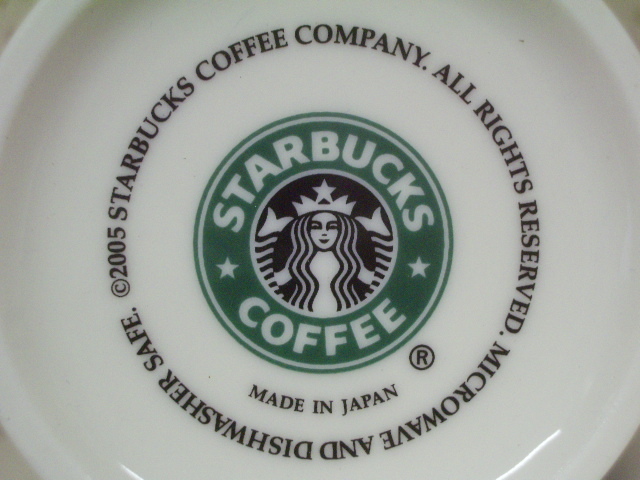 ©2005 STARBUCKS COFFEE COMPANY. ALL RIGHTS RESERVED. MICROWAVE AND DISHWASHER SAFE.
STARBUCKS
COFFEE
®
MADE IN JAPAN